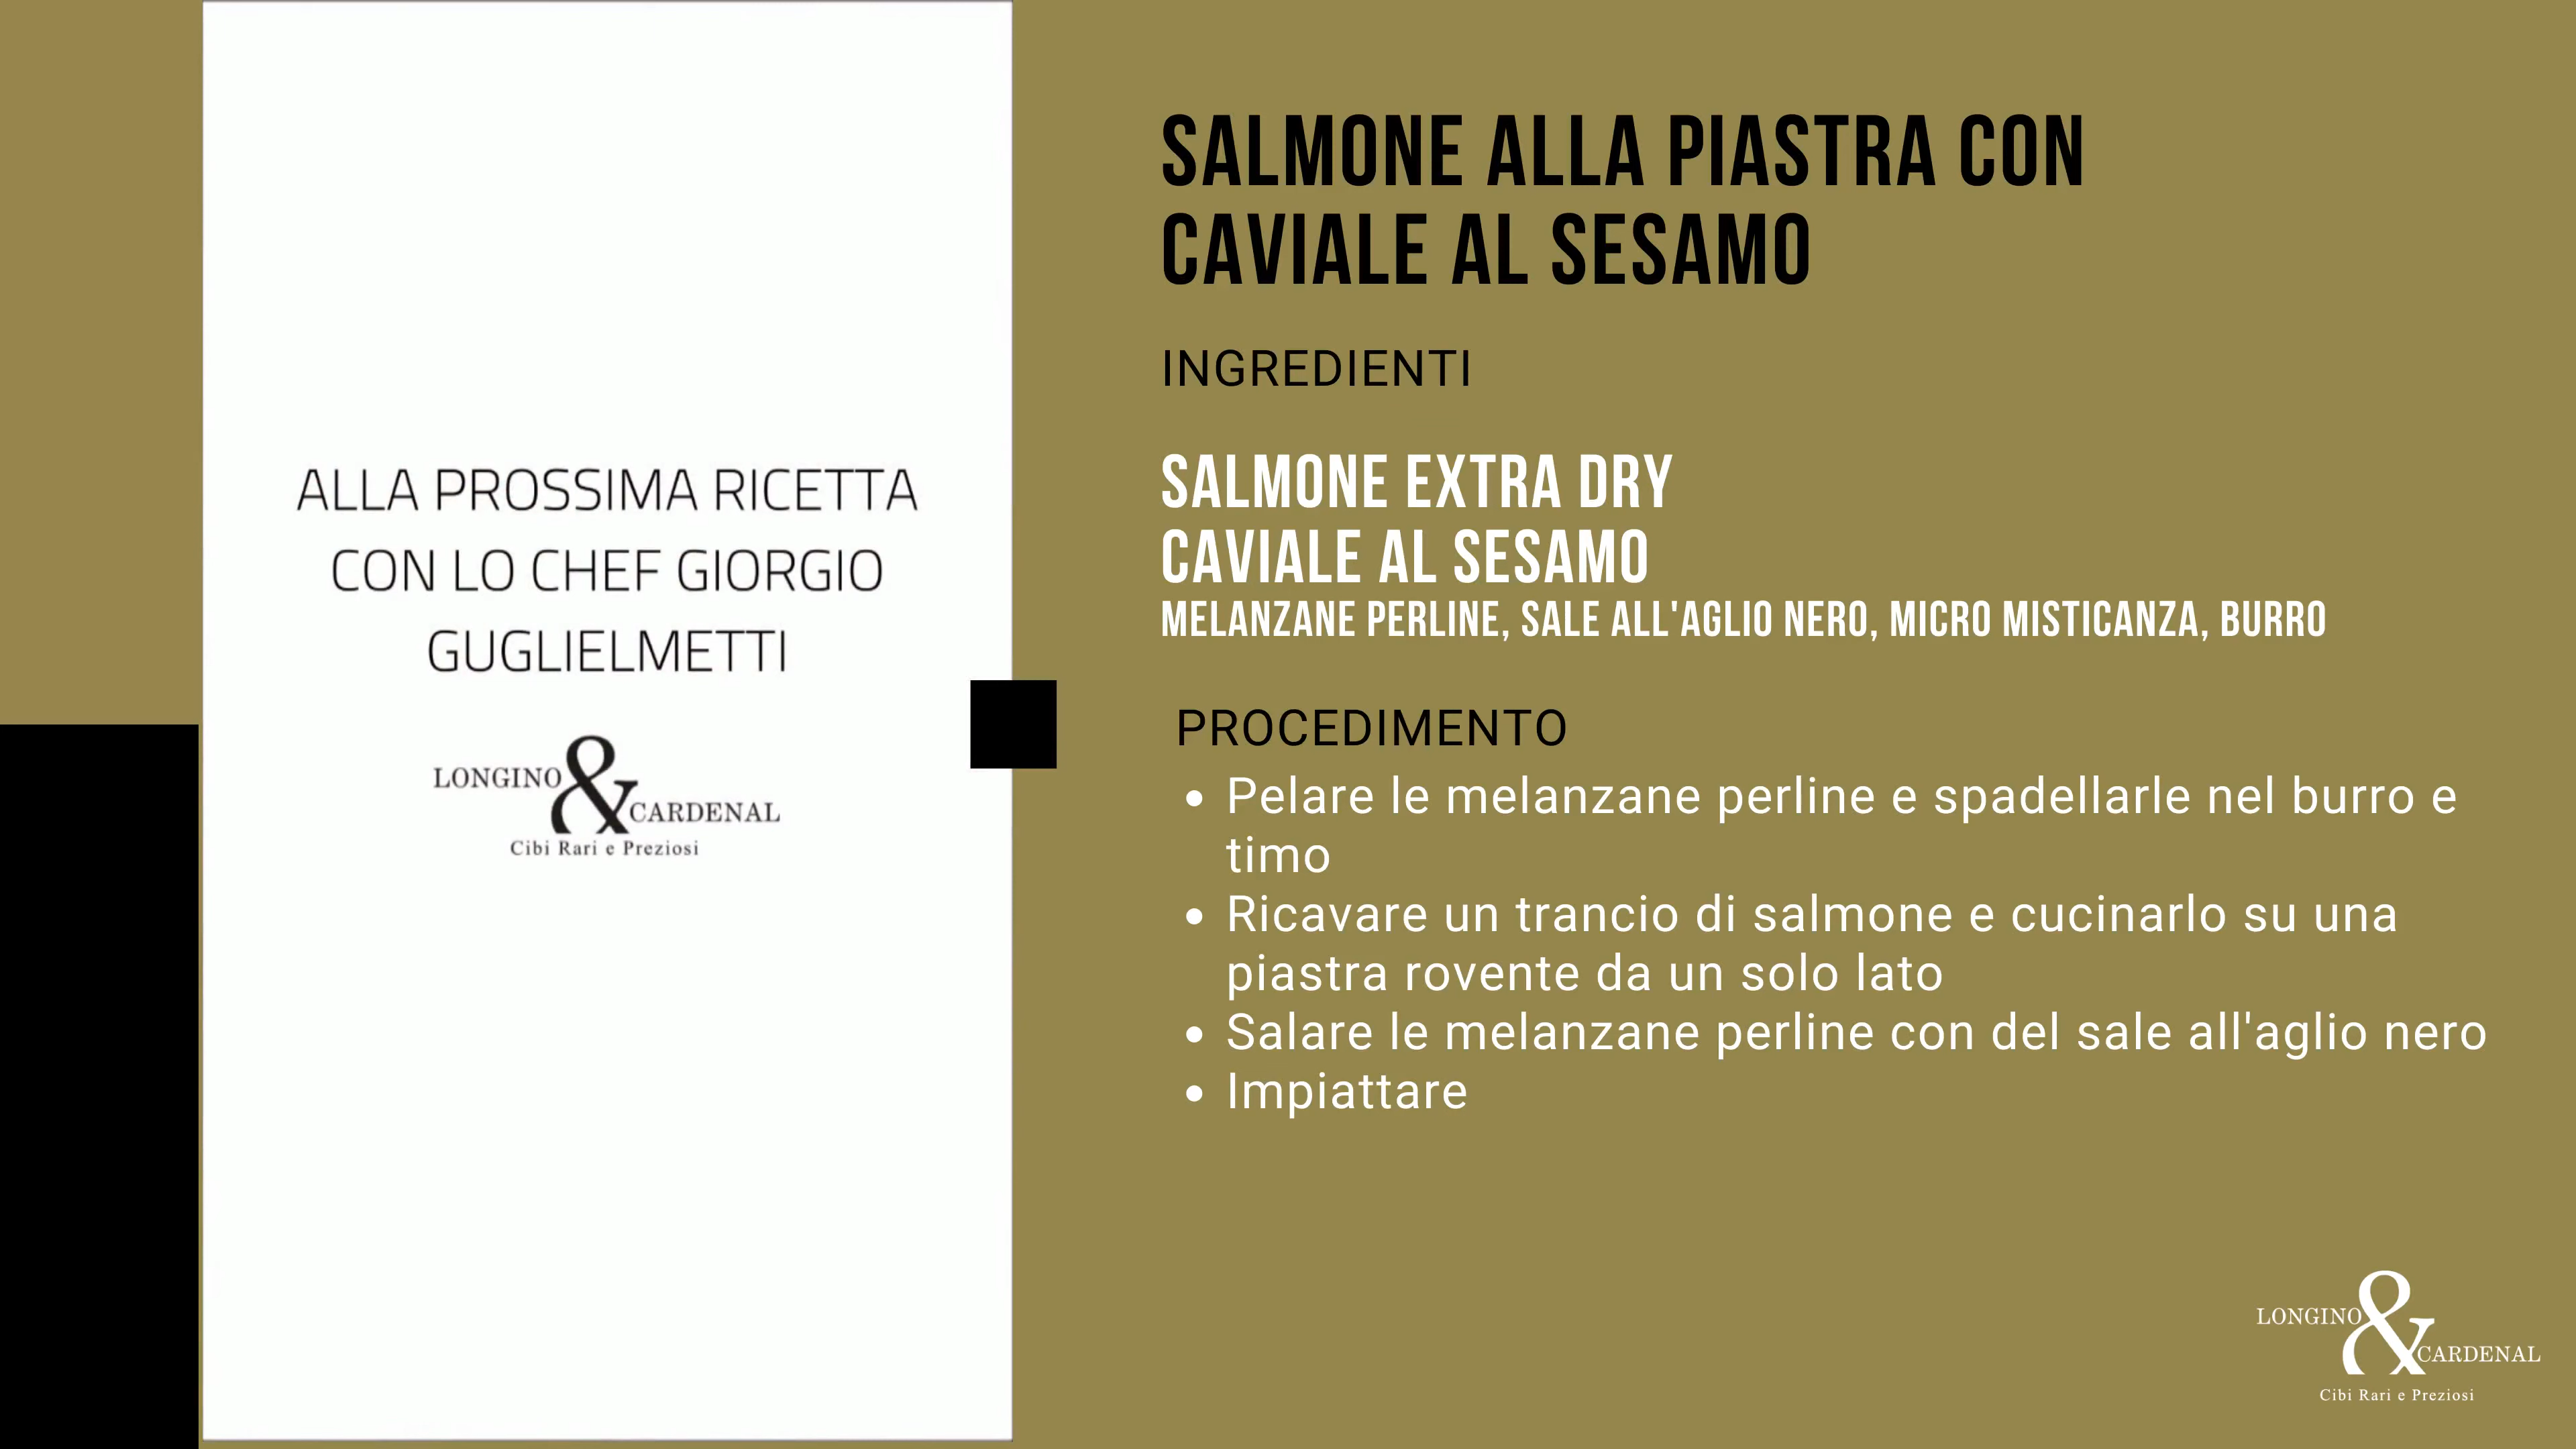 ALLA PROSSIMA RICETTA
CON LO CHEF GIORGIO
GUGLIELMETTI
LONGINO & CARDENAL
Cibi Rari e Preziosi
SALMONE ALLA PIASTRA CON
CAVIALE AL SESAMO
INGREDIENTI
SALMONE EXTRA DRY
CAVIALE AL SESAMO
MELANZANE PERLINE, SALE ALL'AGLIO NERO, MICRO MISTICANZA, BURRO
PROCEDIMENTO
• Pelare le melanzane perline e spadellarle nel burro e
timo
• Ricavare un trancio di salmone e cucinarlo su una
piastra rovente da un solo lato
• Salare le melanzane perline con del sale all'aglio nero
• Impiattare
LONGINO & CARDENAL
Cibi Rari e Preziosi